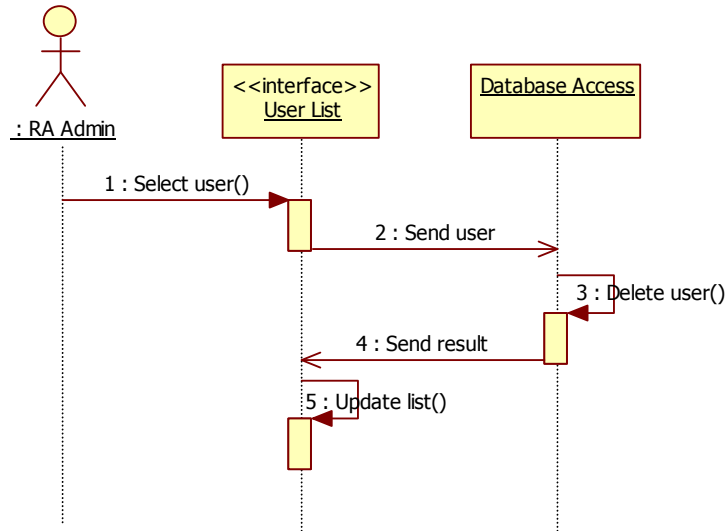 <<interface>>
User List
Database Access
: RA Admin
1 : Select user()
2 : Send user
3 : Delete user()
4 : Send result
5 : Update list()